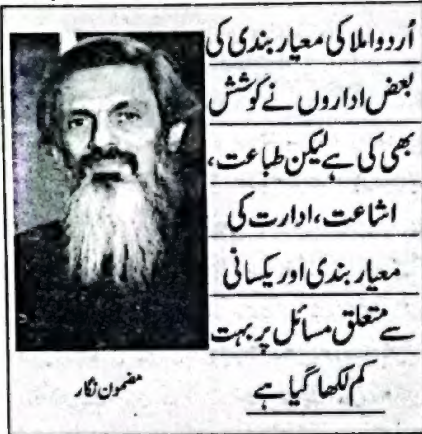 اُردو املا کی معیار بندی کی
بعض اداروں نے کوشش
بھی کی ہے لیکن طباعت،
اشاعت، ادارت کی
معیار بندی اور یکسانی
سے متعلق مسائل پر بہت
کم لکھا گیا ہے
مضمون نگار